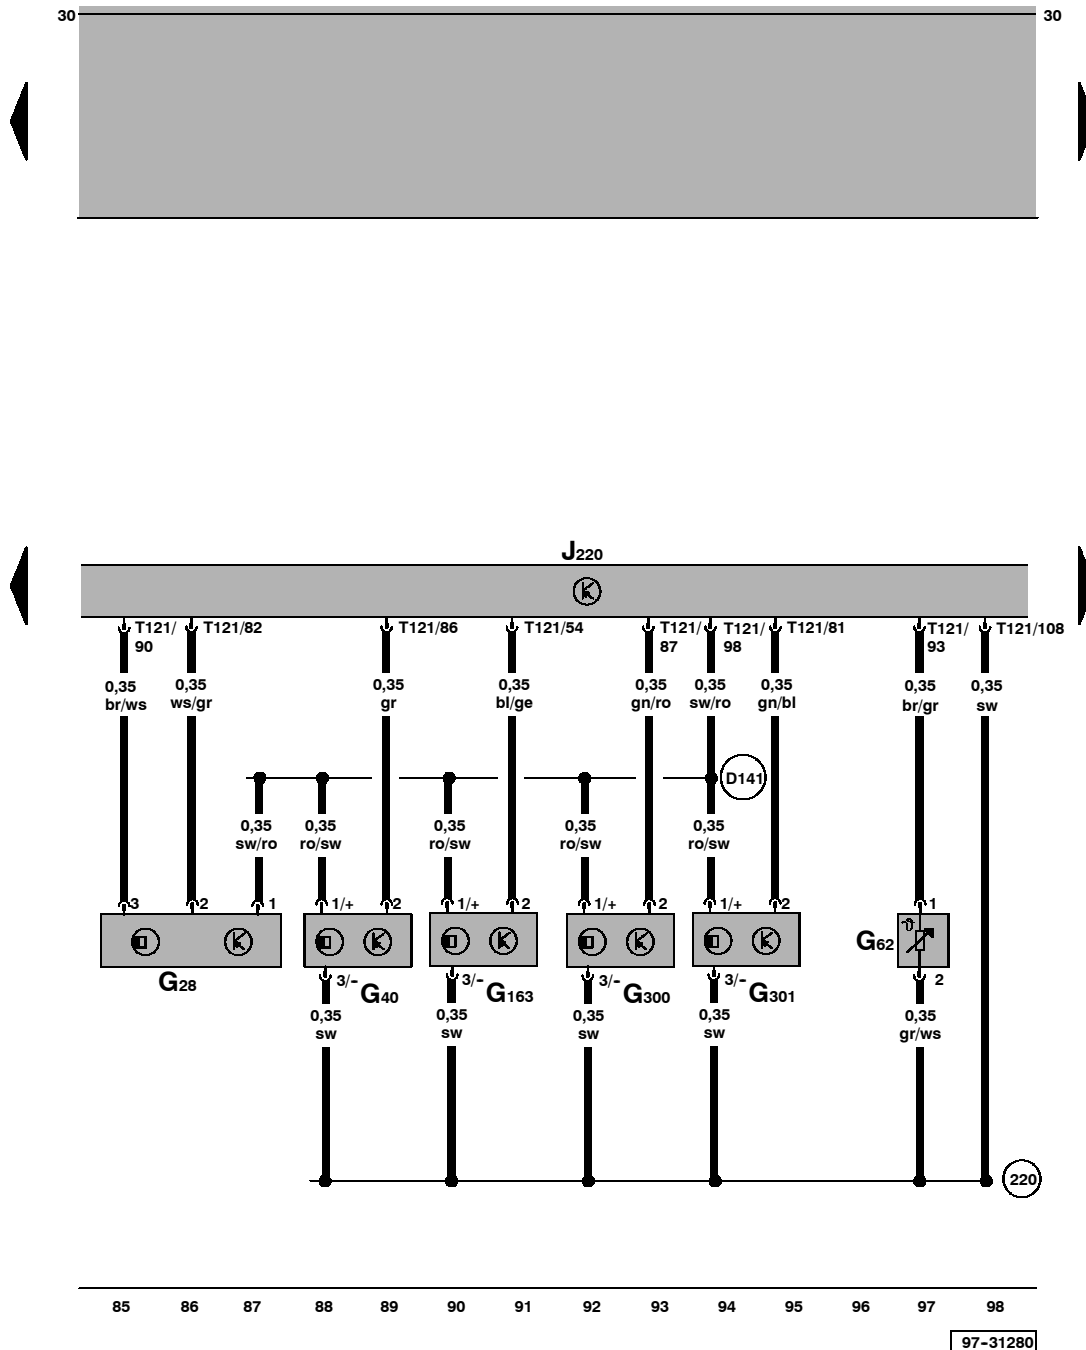 30 30
J220
T121/90 T121/82 T121/86 T121/54 T121/87 T121/98 T121/81 T121/93 T121/108
0,35 0,35 0,35 0,35 0,35 0,35 0,35 0,35 0,35
br/ws ws/gr gr bl/ge gn/ro sw/ro gn/bl br/gr sw
D141
0,35 0,35 0,35 0,35 0,35
sw/ro ro/sw ro/sw ro/sw ro/sw
3 2 1 1/+ 2 1/+ 2 1/+ 2 1/+ 2 1
G62
G28 3/- G40 3/- G163 3/- G300 3/- G301 2
0,35 0,35 0,35 0,35 0,35
sw sw sw sw gr/ws
220
85 86 87 88 89 90 91 92 93 94 95 96 97 98
97-31280